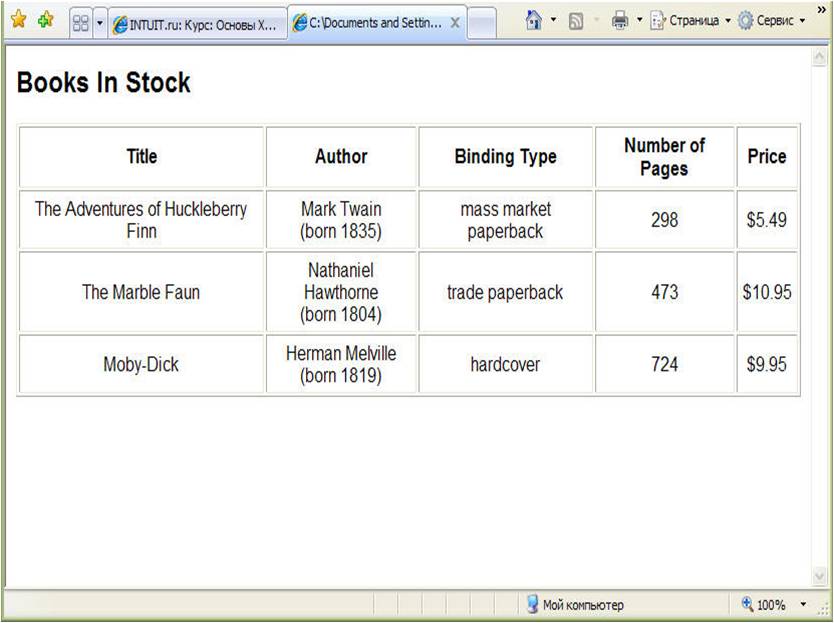 INTUIT.ru: Курс: Основы X...
C:\Documents and Settin...
Страница
Сервис
Books In Stock
Title
Author
Binding Type
Number of
Pages
Price
The Adventures of Huckleberry
Finn
Mark Twain
(born 1835)
mass market
paperback
298
$5.49
The Marble Faun
Nathaniel
Hawthorne
(born 1804)
trade paperback
473
$10.95
Moby-Dick
Herman Melville
(born 1819)
hardcover
724
$9.95
Мой компьютер
100%